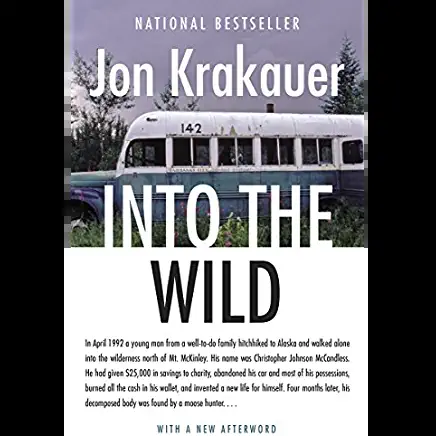 NATIONAL BESTSELLER
Jon Krakauer
142
INTO THE
WILD
In April 1992 a young man from a well-to-do family hitchhiked to Alaska and walked alone
into the wilderness north of Mt. McKinley. His name was Christopher Johnson McCandless.
He had given $25,000 in savings to charity, abandoned his car and most of his possessions,
burned all the cash in his wallet, and invented a new life for himself. Four months later, his
decomposed body was found by a moose hunter. . . .
WITH A NEW AFTERWORD